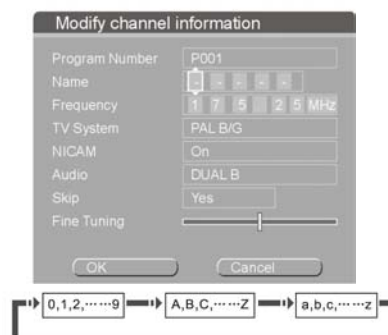 Modify channel information
Program Number P001
Name - - - - -
Frequency 1 7 5 2 5 MHz
TV System PAL B/G
NICAM On
Audio DUAL B
Skip Yes
Fine Tuning
OK Cancel
0,1,2,······9 A,B,C,······Z a,b,c,······z